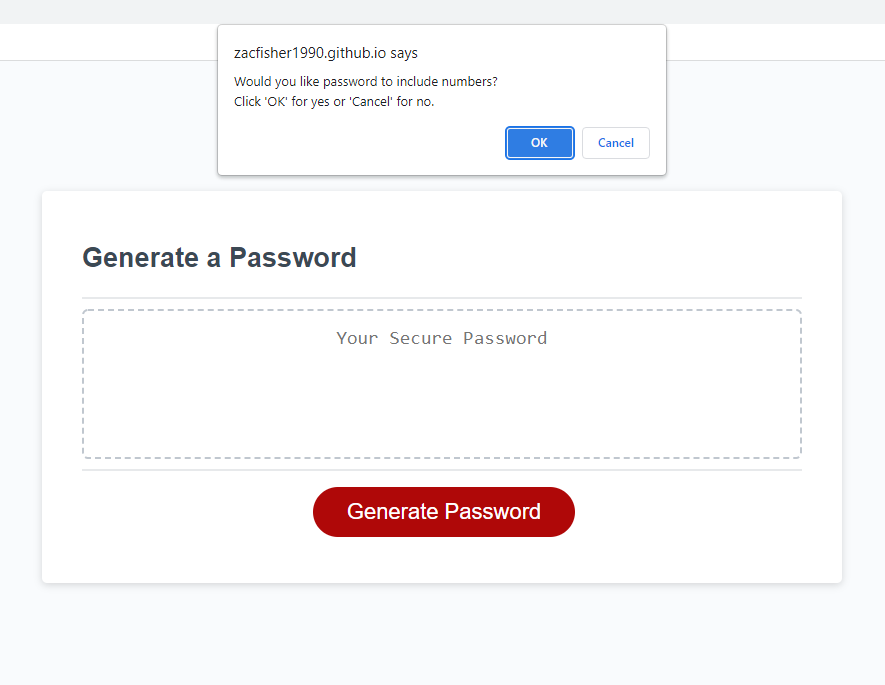 zacfisher1990.github.io says
Would you like password to include numbers?
Click 'OK' for yes or 'Cancel' for no.
OK
Cancel
Generate a Password
Your Secure Password
Generate Password